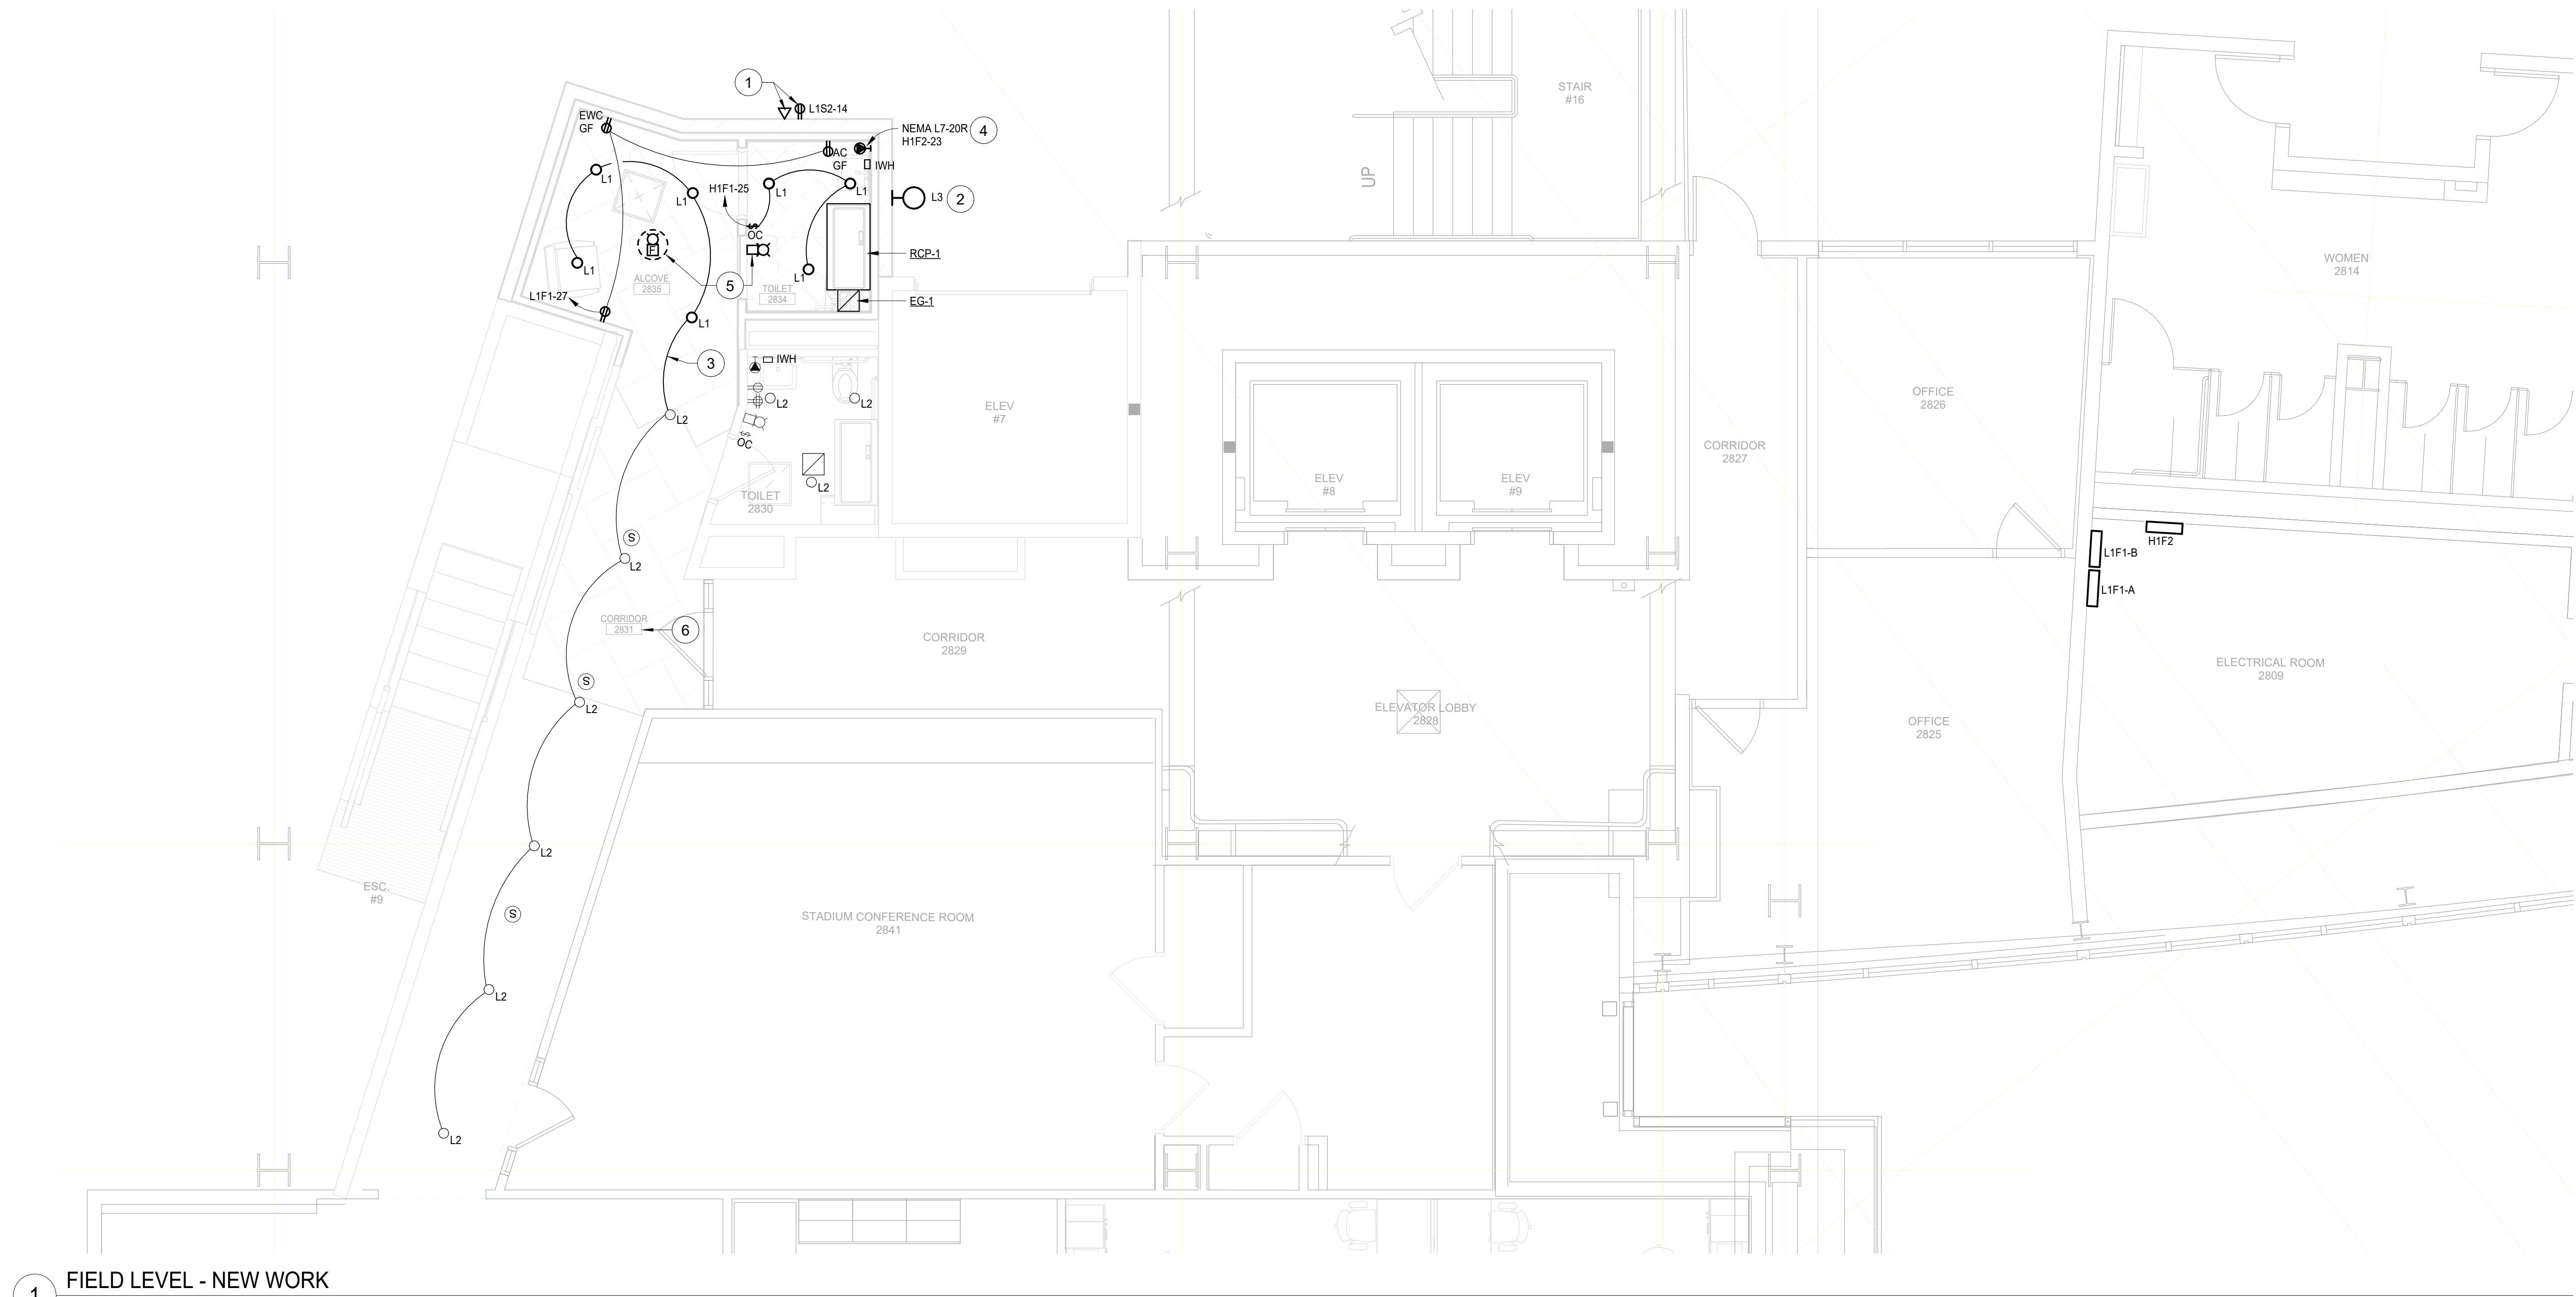 STAIR
#16
UP
1
L1S2-14
EWC
GF
NEMA L7-20R
H1F2-23
4
AC
GF
IWH
L1
L1
H1F1-25
L1
L1
L3
2
$
OC
F
L1
L1
RCP-1
ALCOVE
2835
5
TOILET
2834
EG-1
L1F1-27
L1
3
IWH
L2
L2
L2
$
OC
L2
TOILET
2830
ELEV
#7
ELEV
#8
ELEV
#9
CORRIDOR
2827
OFFICE
2826
WOMEN
2814
H1F2
L1F1-B
L1F1-A
S
L2
CORRIDOR
2831
6
CORRIDOR
2829
S
L2
ELEVATOR LOBBY
2828
OFFICE
2825
ELECTRICAL ROOM
2809
L2
ESC.
#9
S
STADIUM CONFERENCE ROOM
2841
L2
L2
1
FIELD LEVEL - NEW WORK